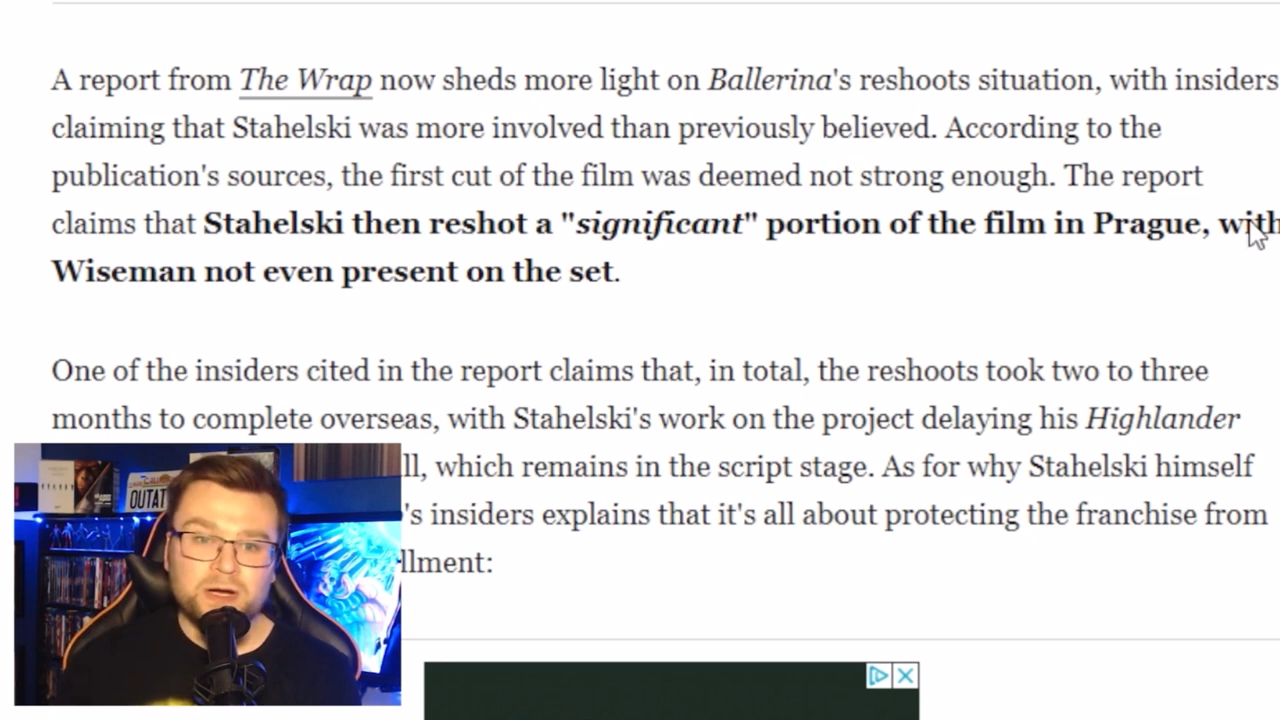 A report from The Wrap now sheds more light on Ballerina's reshoots situation, with insiders
claiming that Stahelski was more involved than previously believed. According to the
publication's sources, the first cut of the film was deemed not strong enough. The report
claims that Stahelski then reshot a "significant" portion of the film in Prague, with
Wiseman not even present on the set.
One of the insiders cited in the report claims that, in total, the reshoots took two to three
months to complete overseas, with Stahelski's work on the project delaying his Highlander
ll, which remains in the script stage. As for why Stahelski himself
's insiders explains that it's all about protecting the franchise from
llment:
OUTAT